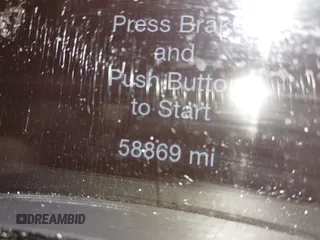 Press Brak
and
Push Butto
to Start
58869 mi
DREAMBID